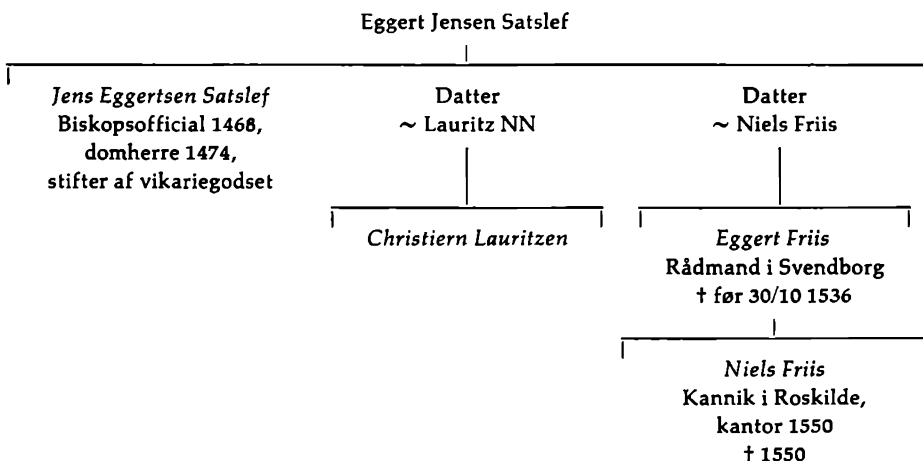 Eggert Jensen Satslef
Jens Eggertsen Satslef
Biskopsofficial 1468,
domherre 1474,
stifter af vikariegodset
Datter
~ Lauritz NN
Datter
~ Niels Friis
Christiern Lauritzen
Eggert Friis
Rådmand i Svendborg
† før 30/10 1536
Niels Friis
Kannik i Roskilde,
kantor 1550
† 1550